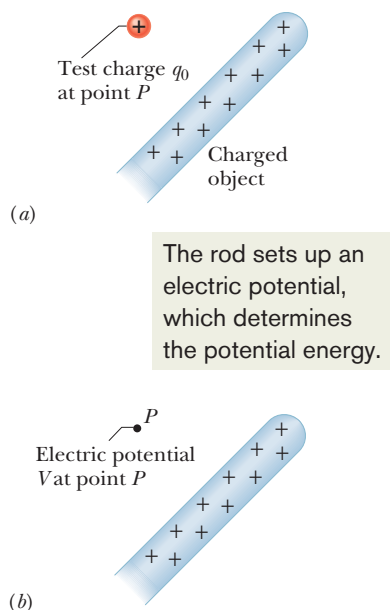 Test charge q0
at point P
Charged
object
(a)
The rod sets up an
electric potential,
which determines
the potential energy.
P
Electric potential
V at point P
(b)